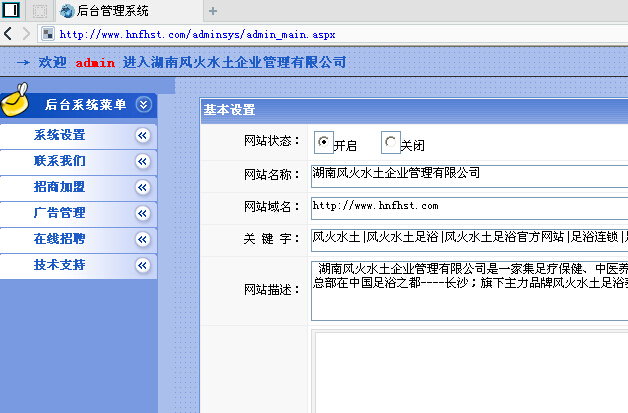 后台管理系统
http://www.hnfhst.com/adminsys/admin_main.aspx
→ 欢迎 admin 进入湖南风火水土企业管理有限公司
后台系统菜单
系统设置
联系我们
招商加盟
广告管理
在线招聘
技术支持
基本设置
网站状态： 开启 关闭
网站名称： 湖南风火水土企业管理有限公司
网站域名： http://www.hnfhst.com
关 键 字： 风火水土|风火水土足浴|风火水土足浴官方网站|足浴连锁|
网站描述： 湖南风火水土企业管理有限公司是一家集足疗保健、中医养
总部在中国足浴之都----长沙；旗下主力品牌风火水土足浴